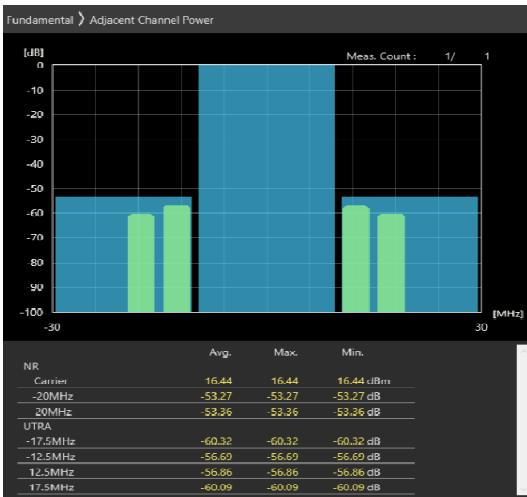 Fundamental ❯ Adjacent Channel Power
[dB]
Meas. Count : 1/ 1
0
-10
-20
-30
-40
-50
-60
-70
-80
-90
-100
[MHz]
-30 30
Avg. Max. Min.
NR
Carrier 16.44 16.44 16.44 dBm
-20MHz -53.27 -53.27 -53.27 dB
20MHz -53.36 -53.36 -53.36 dB
UTRA
-17.5MHz -60.32 -60.32 -60.32 dB
-12.5MHz -56.69 -56.69 -56.69 dB
12.5MHz -56.86 -56.86 -56.86 dB
17.5MHz -60.09 -60.09 -60.09 dB